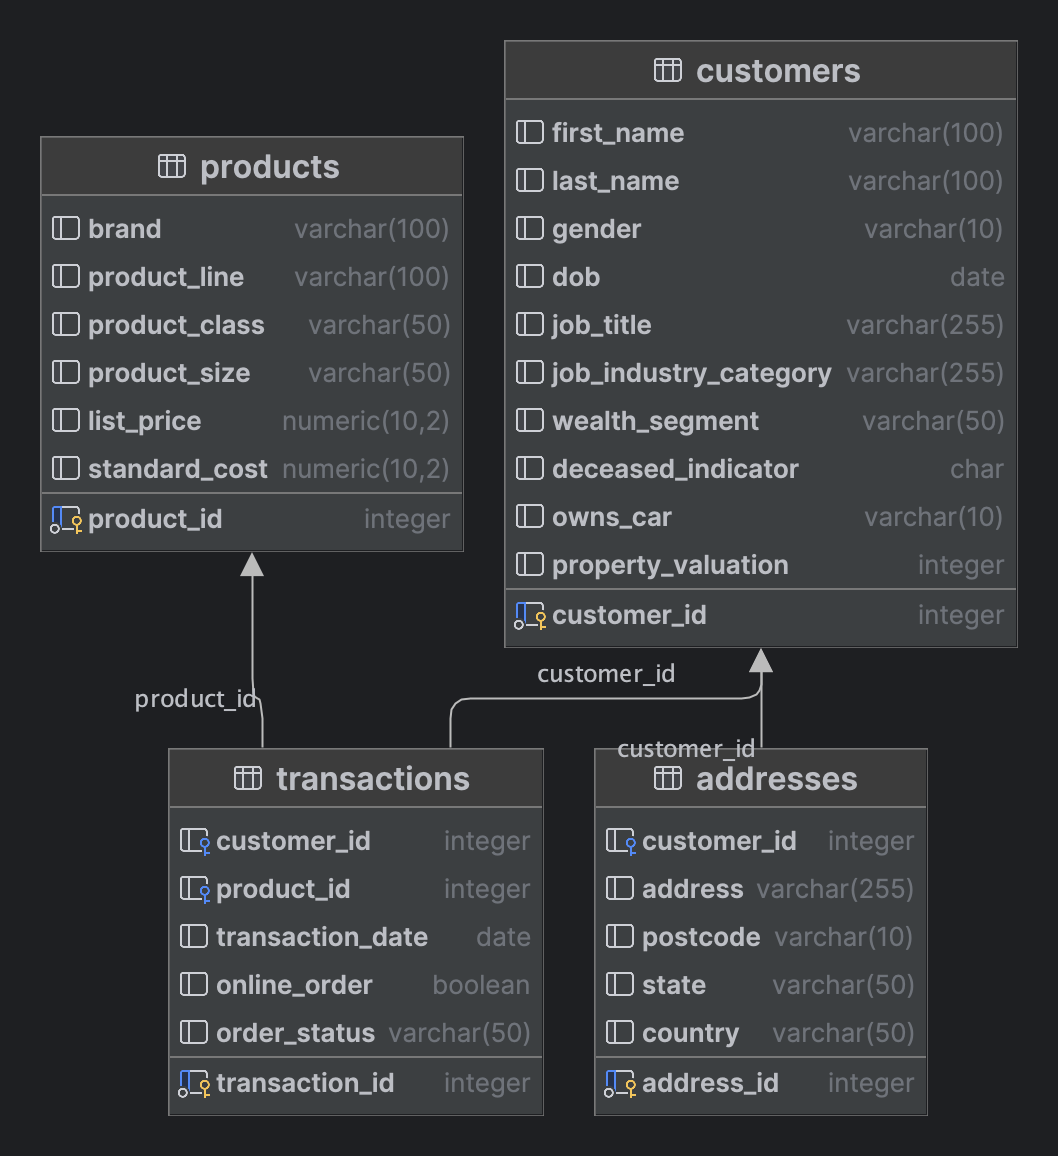 customers
first_name varchar(100)
last_name varchar(100)
gender varchar(10)
dob date
job_title varchar(255)
job_industry_category varchar(255)
wealth_segment varchar(50)
deceased_indicator char
owns_car varchar(10)
property_valuation integer
customer_id integer
products
brand varchar(100)
product_line varchar(100)
product_class varchar(50)
product_size varchar(50)
list_price numeric(10,2)
standard_cost numeric(10,2)
product_id integer
customer_id
product_id
customer_id
transactions
customer_id integer
product_id integer
transaction_date date
online_order boolean
order_status varchar(50)
transaction_id integer
addresses
customer_id integer
address varchar(255)
postcode varchar(10)
state varchar(50)
country varchar(50)
address_id integer